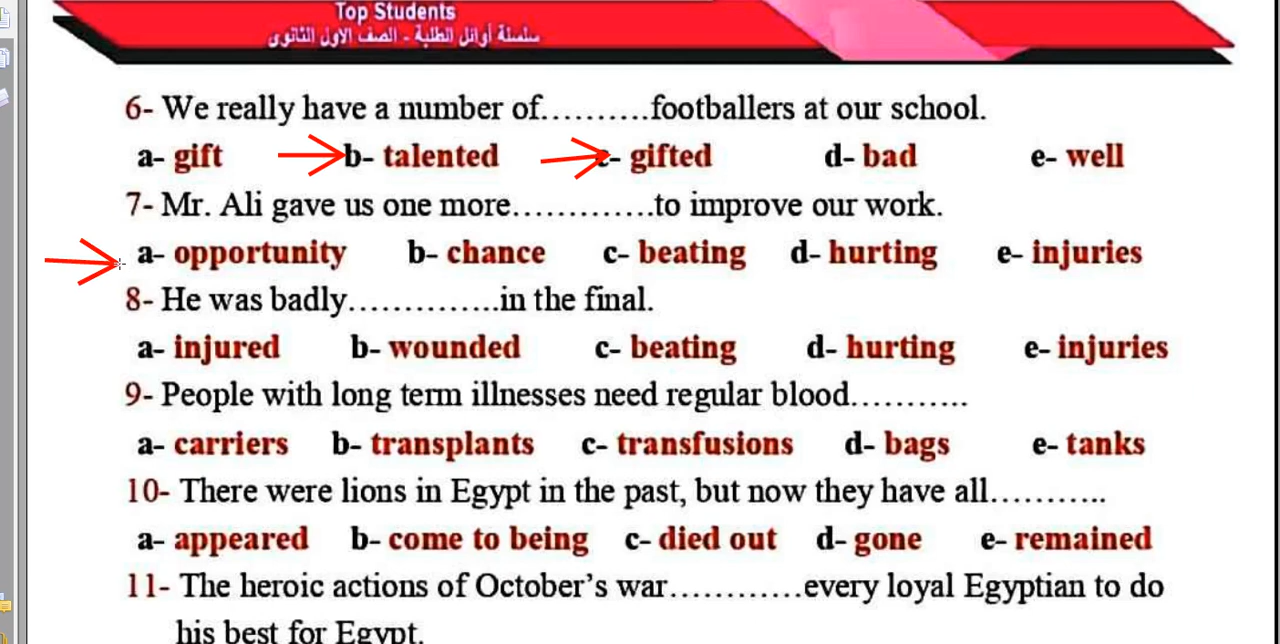 Top Students
سلسلة أوائل الطلبة - الصف الاول الثانوى
6- We really have a number of..........footballers at our school.
a- gift b- talented c- gifted d- bad e- well
7- Mr. Ali gave us one more.............to improve our work.
a- opportunity b- chance c- beating d- hurting e- injuries
8- He was badly..............in the final.
a- injured b- wounded c- beating d- hurting e- injuries
9- People with long term illnesses need regular blood...........
a- carriers b- transplants c- transfusions d- bags e- tanks
10- There were lions in Egypt in the past, but now they have all...........
a- appeared b- come to being c- died out d- gone e- remained
11- The heroic actions of October's war............every loyal Egyptian to do
his best for Egypt.